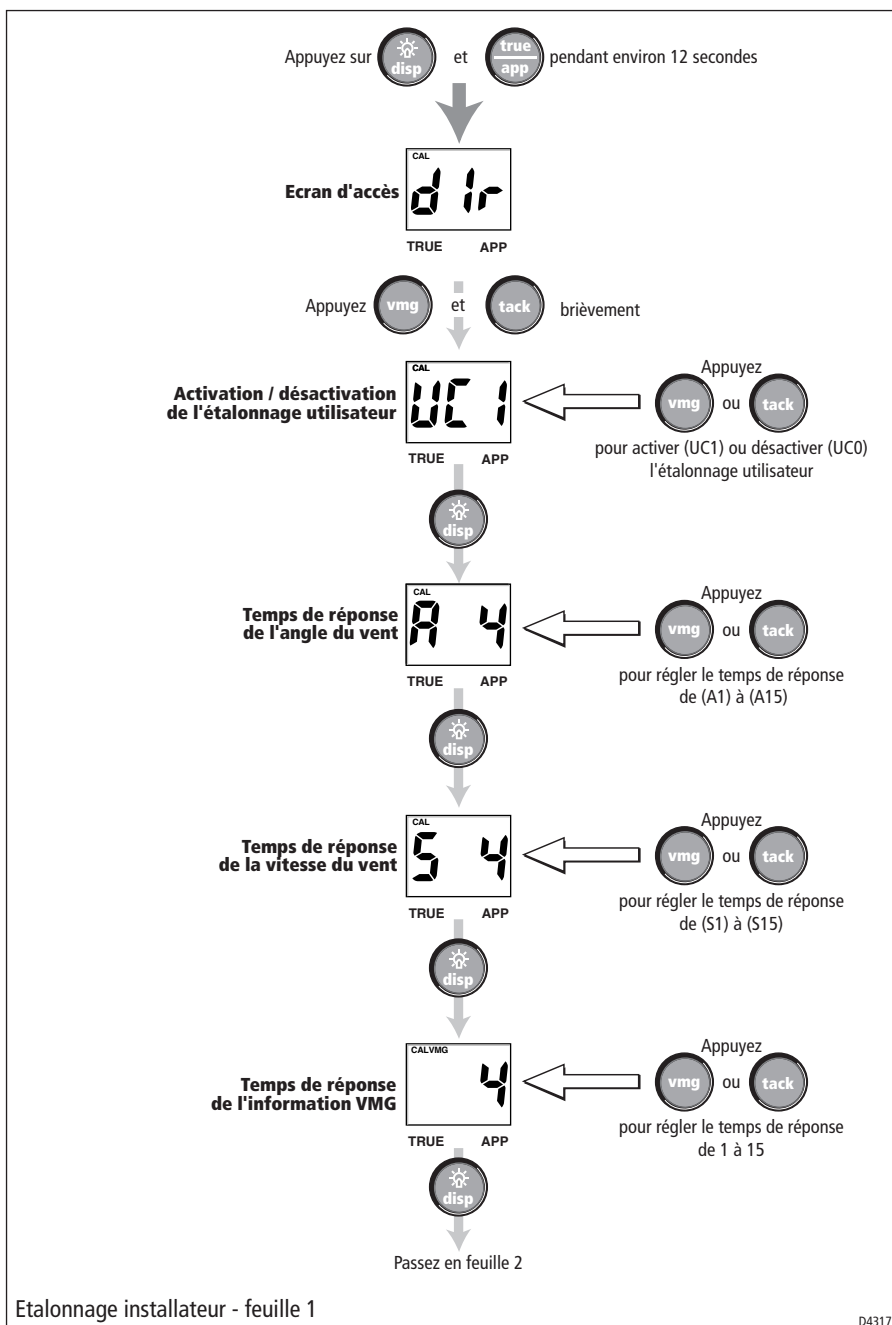 Appuyez sur disp et true app pendant environ 12 secondes
Ecran d'accès
CAL
dIr
TRUE APP
Appuyez vmg et tack brièvement
Activation / désactivation
de l'étalonnage utilisateur
CAL
UC1
TRUE APP
Appuyez
vmg ou tack
pour activer (UC1) ou désactiver (UC0)
l'étalonnage utilisateur
disp
Temps de réponse
de l'angle du vent
CAL
A 4
TRUE APP
Appuyez
vmg ou tack
pour régler le temps de réponse
de (A1) à (A15)
disp
Temps de réponse
de la vitesse du vent
CAL
S 4
TRUE APP
Appuyez
vmg ou tack
pour régler le temps de réponse
de (S1) à (S15)
disp
Temps de réponse
de l'information VMG
CALVMG
4
TRUE APP
Appuyez
vmg ou tack
pour régler le temps de réponse
de 1 à 15
disp
Passez en feuille 2
Etalonnage installateur - feuille 1
D4317